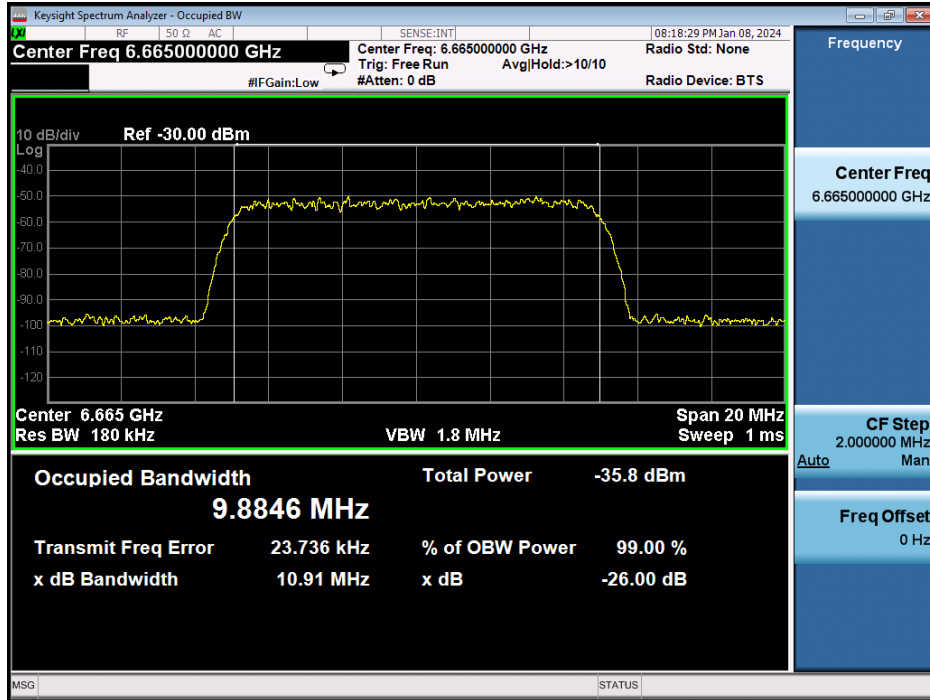 Keysight Spectrum Analyzer - Occupied BW
LXI RF 50 Ω AC SENSE:INT 08:18:29 PM Jan 08, 2024
Center Freq 6.665000000 GHz Center Freq: 6.665000000 GHz Radio Std: None
Trig: Free Run Avg|Hold:>10/10
#IFGain:Low #Atten: 0 dB Radio Device: BTS
10 dB/div Ref -30.00 dBm
Log
-40.0
-50.0
-60.0
-70.0
-80.0
-90.0
-100
-110
-120
Center 6.665 GHz Span 20 MHz
Res BW 180 kHz VBW 1.8 MHz Sweep 1 ms
Occupied Bandwidth Total Power -35.8 dBm
9.8846 MHz
Transmit Freq Error 23.736 kHz % of OBW Power 99.00 %
x dB Bandwidth 10.91 MHz x dB -26.00 dB
MSG STATUS
Frequency
Center Freq
6.665000000 GHz
CF Step
2.000000 MHz
Auto Man
Freq Offset
0 Hz